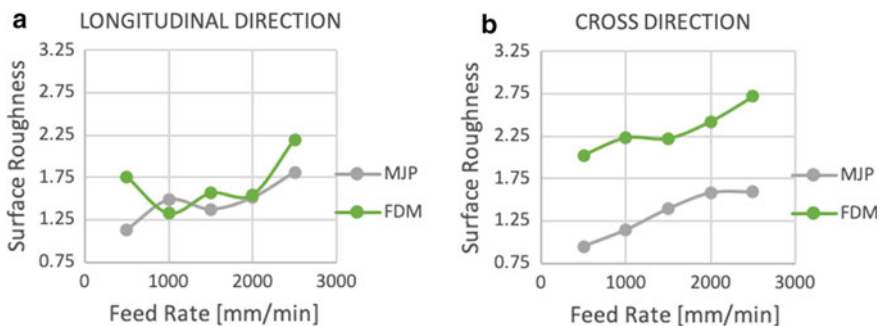 a LONGITUDINAL DIRECTION
Surface Roughness
3.25
2.75
2.25
1.75
1.25
0.75
0 1000 2000 3000
Feed Rate [mm/min]
MJP
FDM
b CROSS DIRECTION
Surface Roughness
3.25
2.75
2.25
1.75
1.25
0.75
0 1000 2000 3000
Feed Rate [mm/min]
MJP
FDM